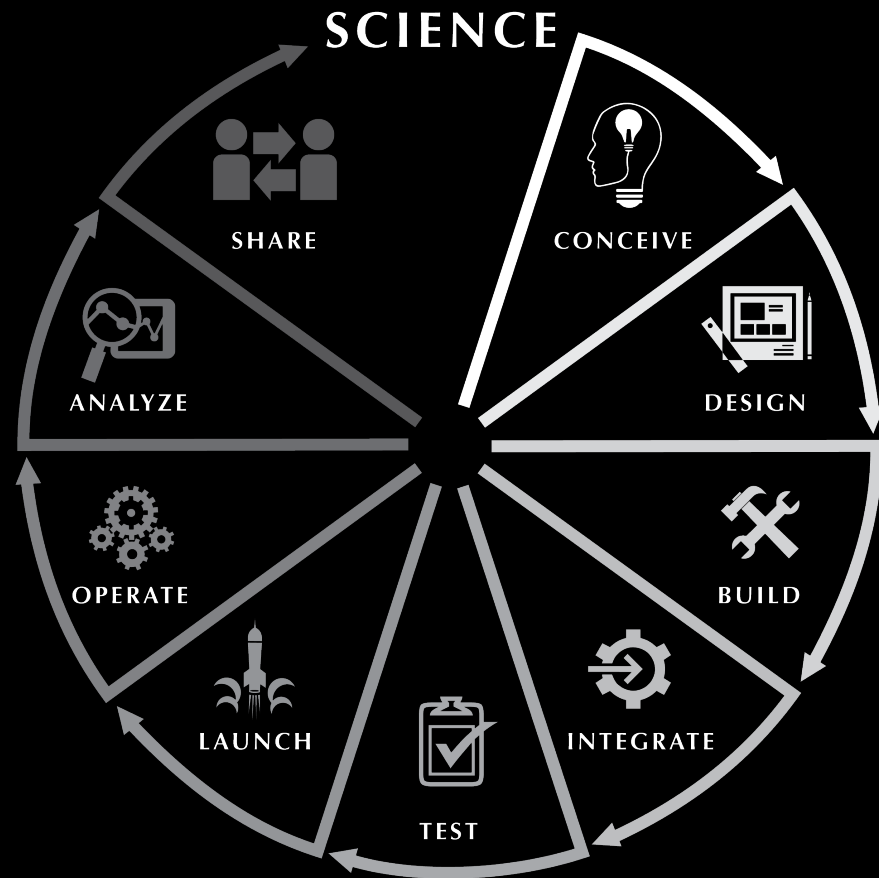 SCIENCE
CONCEIVE
DESIGN
BUILD
INTEGRATE
TEST
LAUNCH
OPERATE
ANALYZE
SHARE